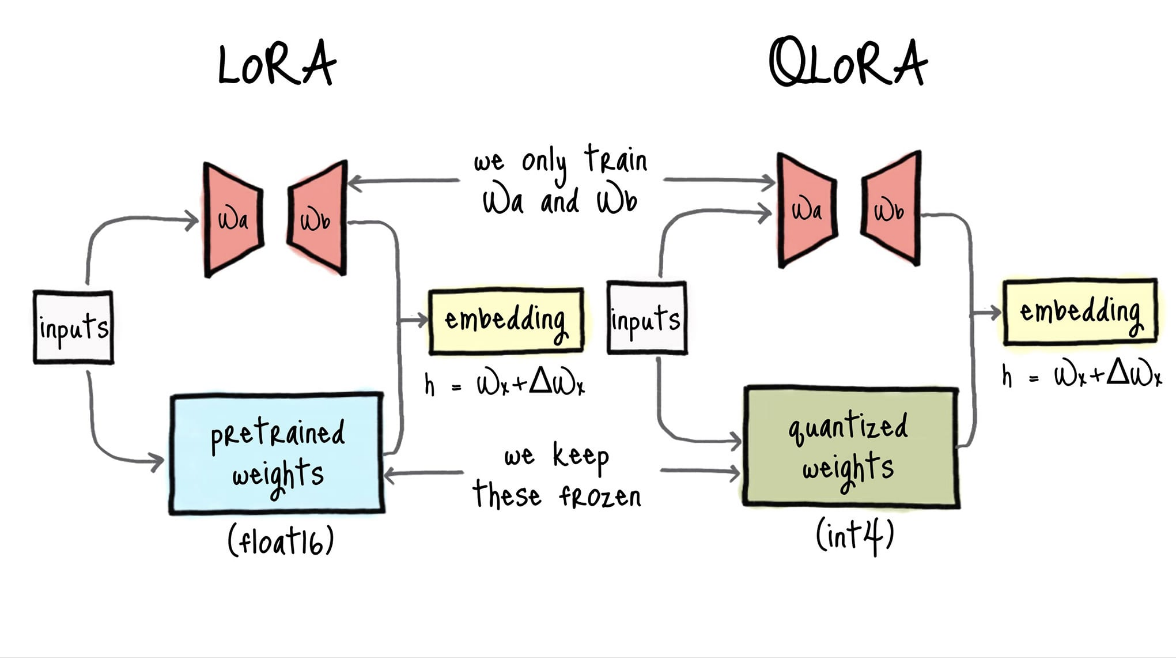 LoRA
QLoRA
we only train
Wa and Wb
Wa
Wb
Wa
Wb
inputs
embedding
h = Wx+ΔWx
inputs
embedding
h = Wx+ΔWx
pretrained
weights
(float16)
we keep
these frozen
quantized
weights
(int4)